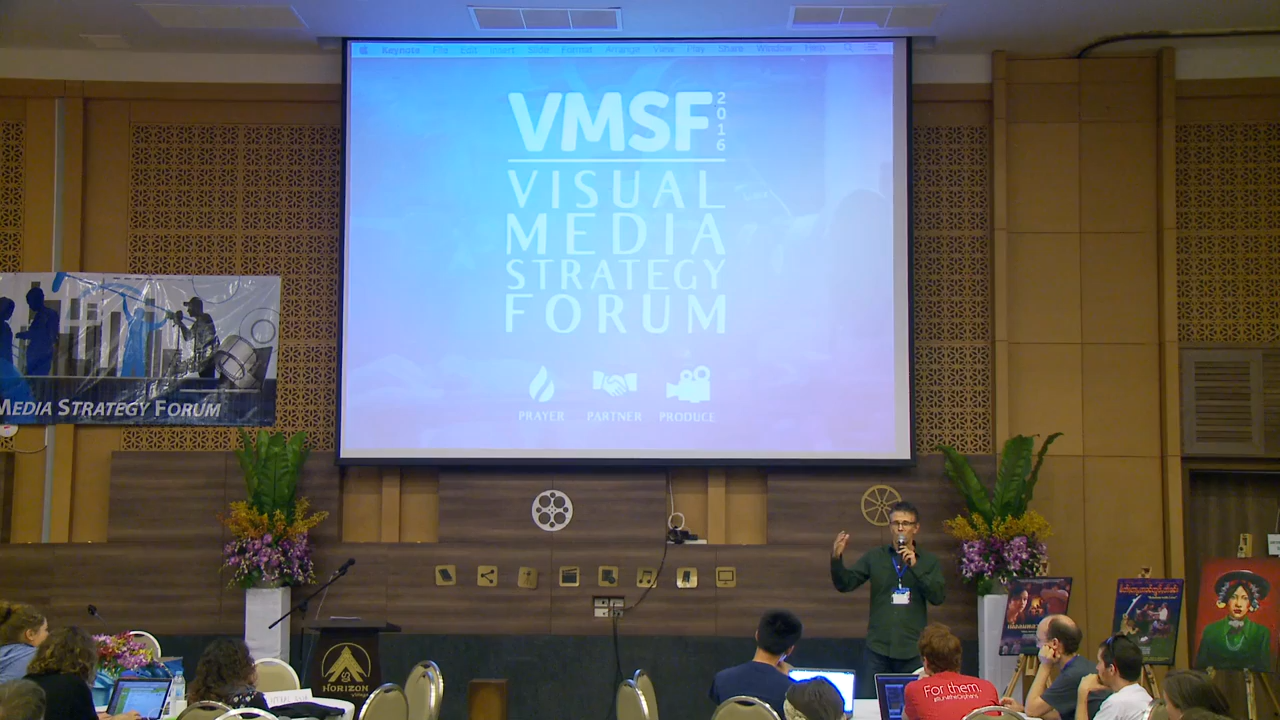 Keynote File Edit Insert Slide Format Arrange View Play Share Window Help
VMSF
2016
VISUAL
MEDIA
STRATEGY
FORUM
PRAYER PARTNER PRODUCE
MEDIA STRATEGY FORUM
HORIZON
For them.